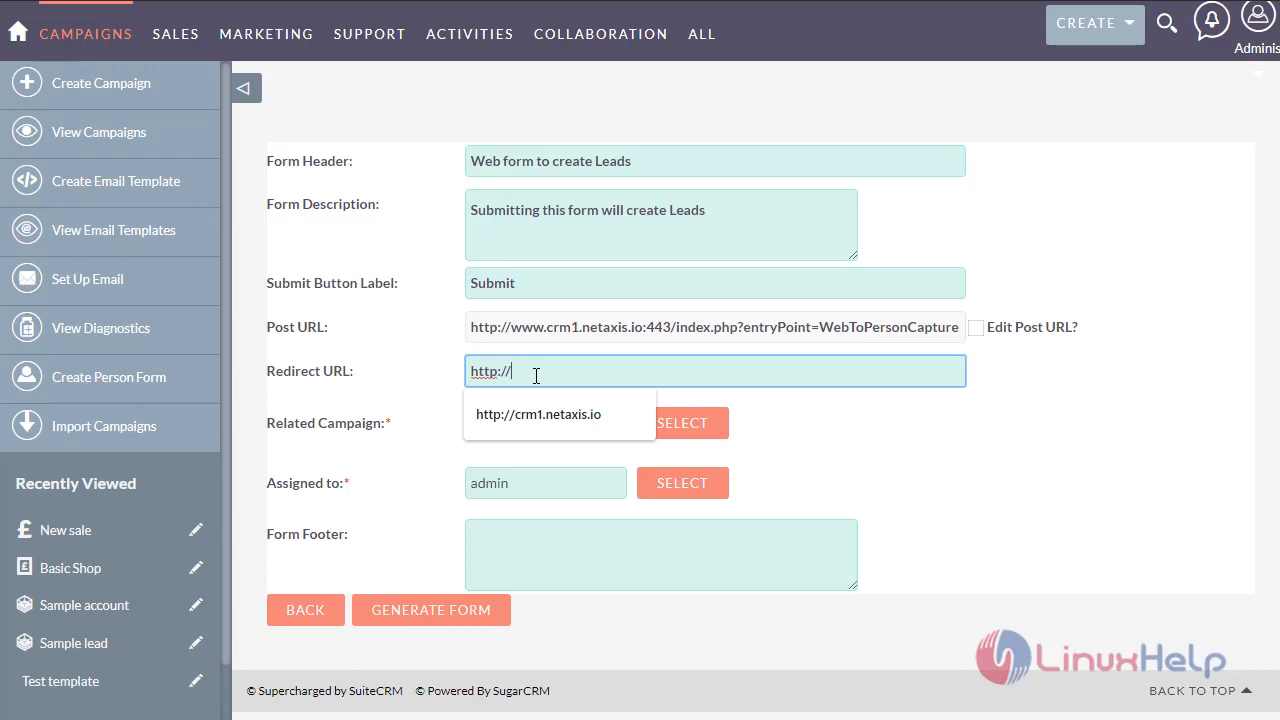 CAMPAIGNS SALES MARKETING SUPPORT ACTIVITIES COLLABORATION ALL CREATE
Adminis
Create Campaign
View Campaigns
Create Email Template
View Email Templates
Set Up Email
View Diagnostics
Create Person Form
Import Campaigns
Recently Viewed
New sale
Basic Shop
Sample account
Sample lead
Test template
Form Header: Web form to create Leads
Form Description: Submitting this form will create Leads
Submit Button Label: Submit
Post URL: http://www.crm1.netaxis.io:443/index.php?entryPoint=WebToPersonCapture Edit Post URL?
Redirect URL: http://
http://crm1.netaxis.io
Related Campaign:* SELECT
Assigned to:* admin SELECT
Form Footer:
BACK GENERATE FORM
LinuxHelp
© Supercharged by SuiteCRM © Powered By SugarCRM
BACK TO TOP